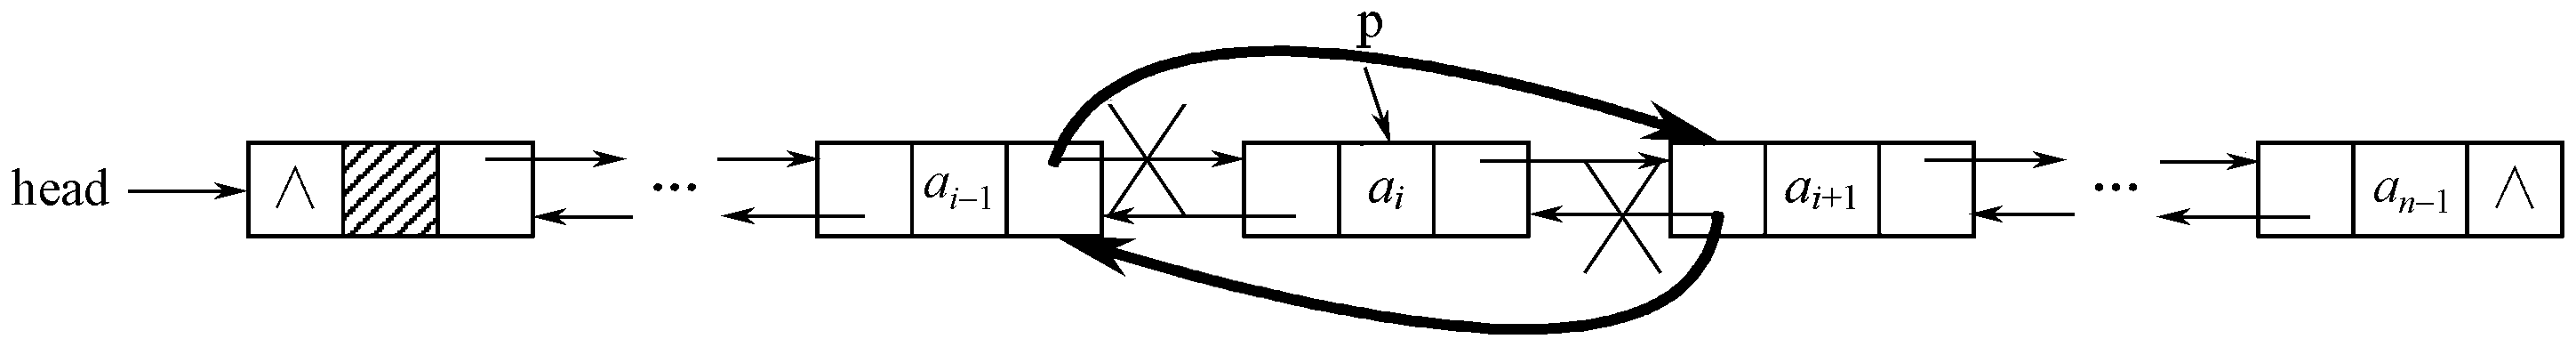 p
head ∧ ... a_{i-1} a_i a_{i+1} ... a_{n-1} ∧